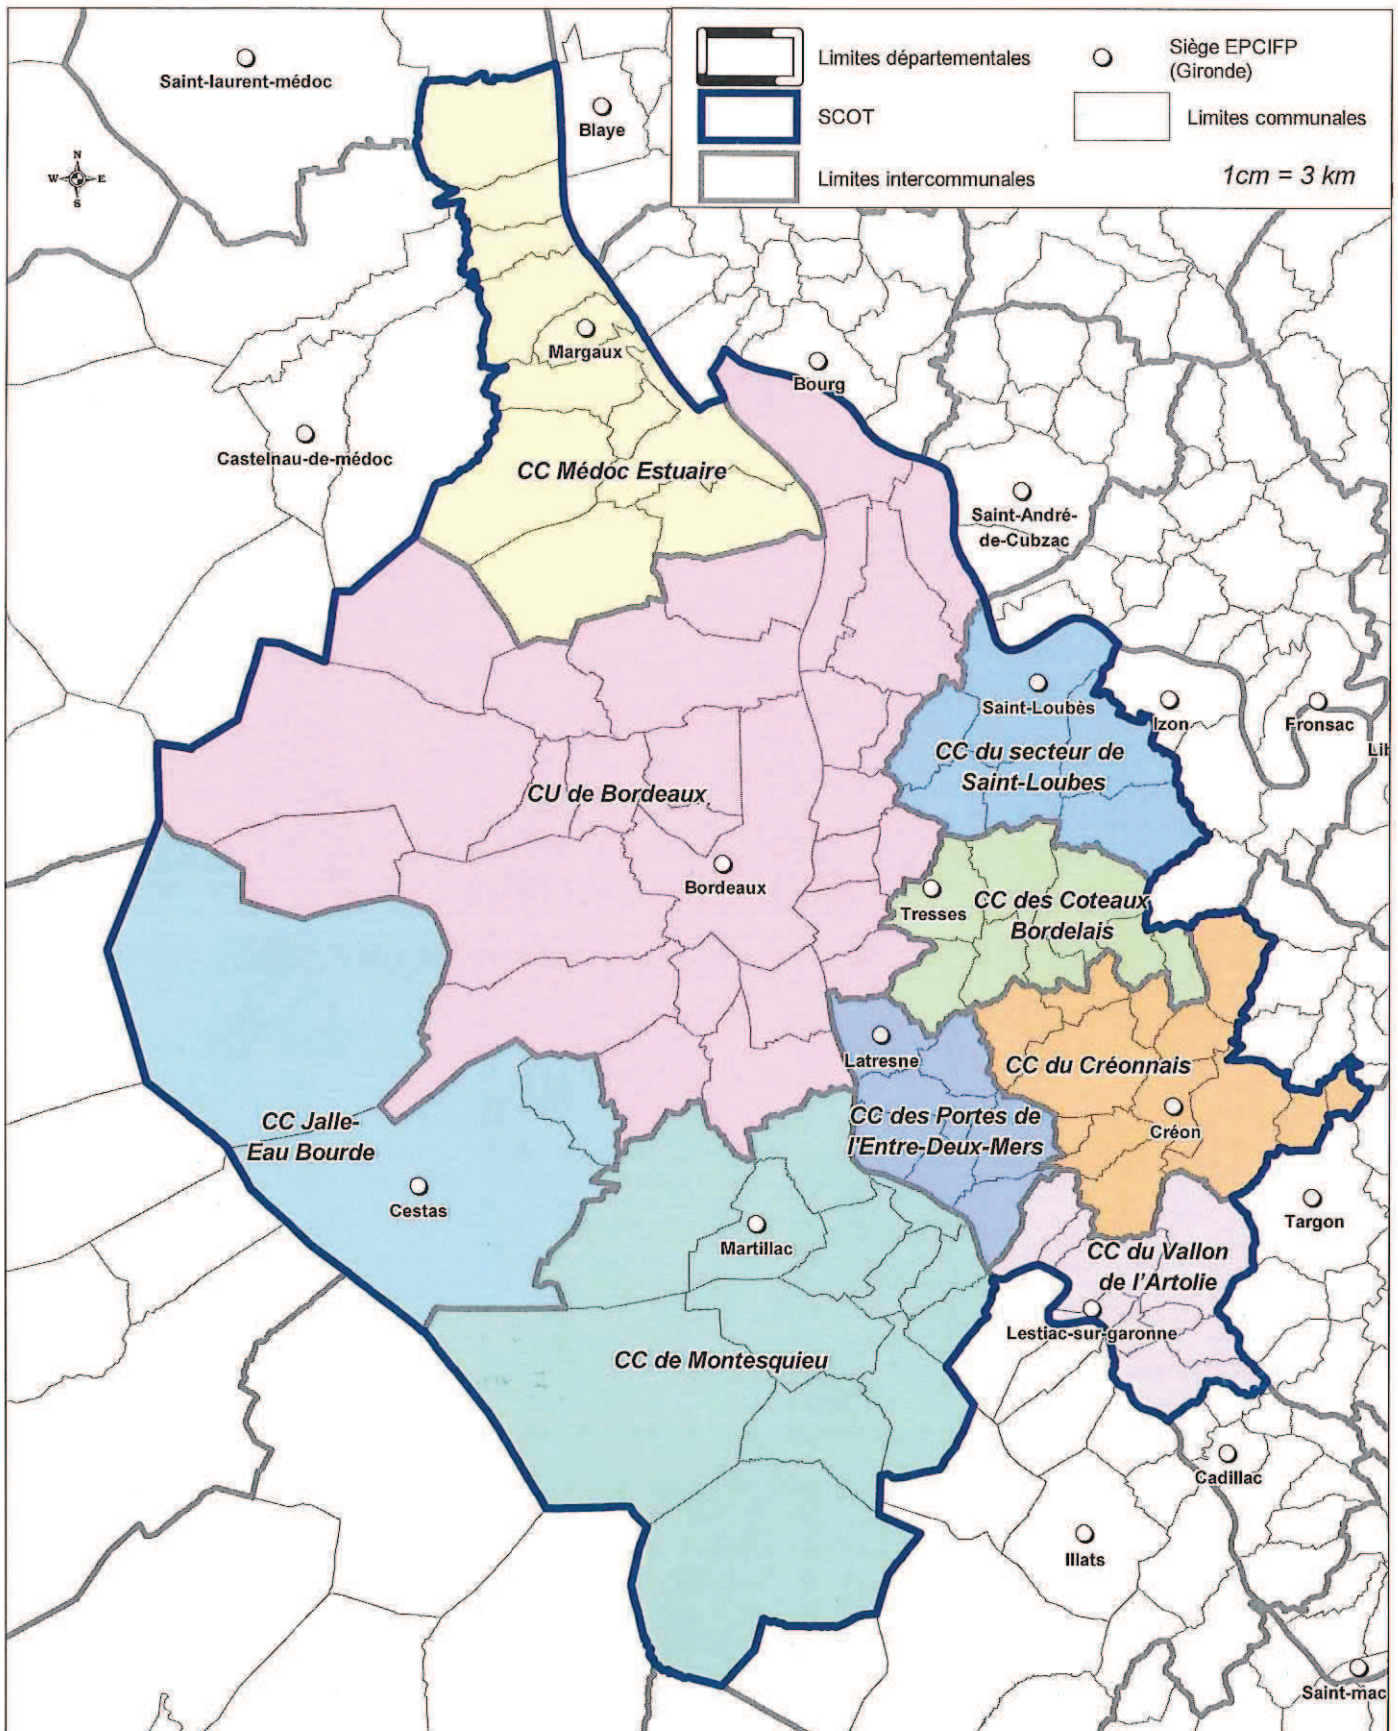 Limites départementales
Siège EPCIFP
(Gironde)
SCOT
Limites communales
Limites intercommunales
1cm = 3 km
Saint-laurent-médoc
Blaye
N
W E
S
Margaux
Bourg
Castelnau-de-médoc
CC Médoc Estuaire
Saint-André-
de-Cubzac
Saint-Loubès
Izon
Fronsac
Lib
CC du secteur de
Saint-Loubes
CU de Bordeaux
Bordeaux
Tresses
CC des Coteaux
Bordelais
Latresne
CC du Créonnais
CC Jalle-
Eau Bourde
CC des Portes de
l'Entre-Deux-Mers
Créon
Cestas
Martillac
Targon
CC du Vallon
de l'Artolie
Lestiac-sur-garonne
CC de Montesquieu
Cadillac
Illats
Saint-mac